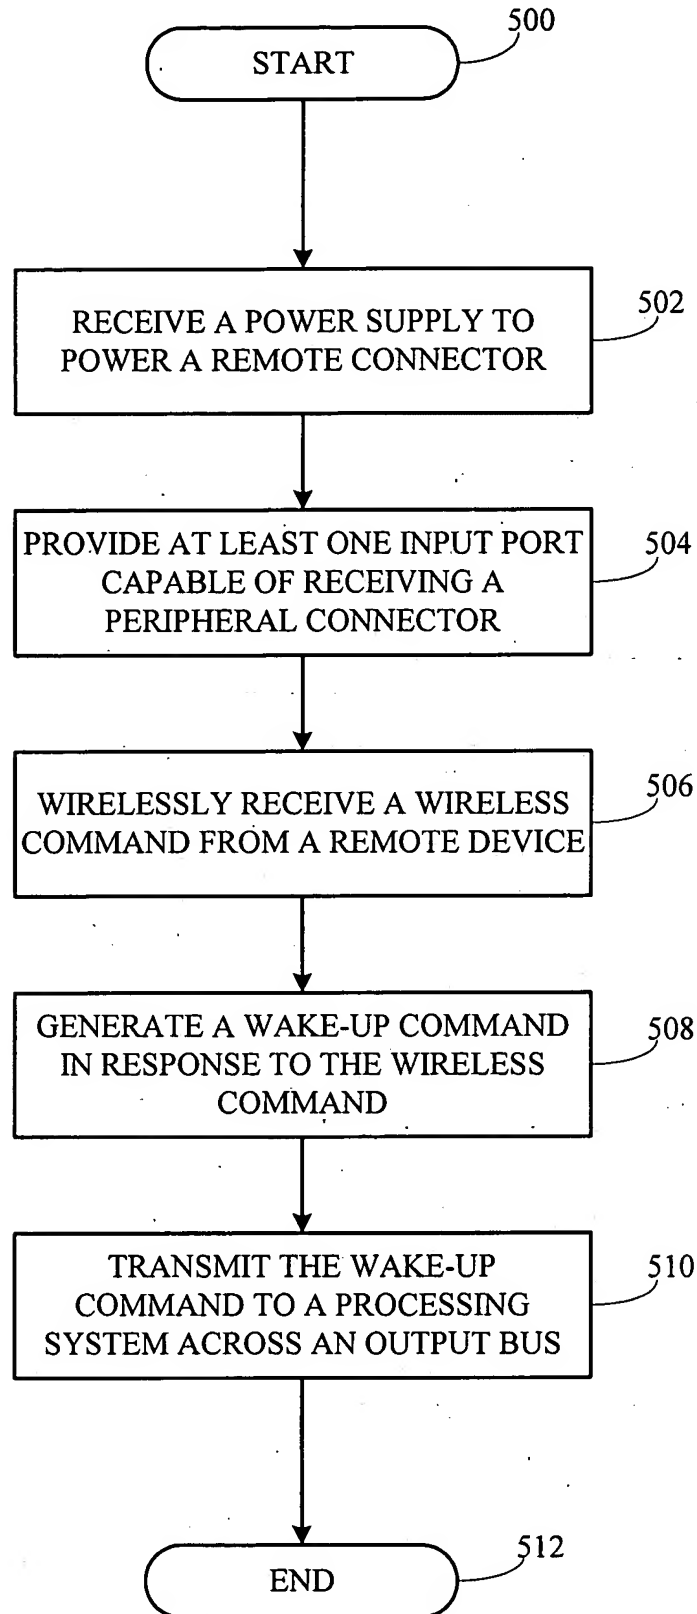 500
START
502
RECEIVE A POWER SUPPLY TO
POWER A REMOTE CONNECTOR
504
PROVIDE AT LEAST ONE INPUT PORT
CAPABLE OF RECEIVING A
PERIPHERAL CONNECTOR
506
WIRELESSLY RECEIVE A WIRELESS
COMMAND FROM A REMOTE DEVICE
508
GENERATE A WAKE-UP COMMAND
IN RESPONSE TO THE WIRELESS
COMMAND
510
TRANSMIT THE WAKE-UP
COMMAND TO A PROCESSING
SYSTEM ACROSS AN OUTPUT BUS
512
END